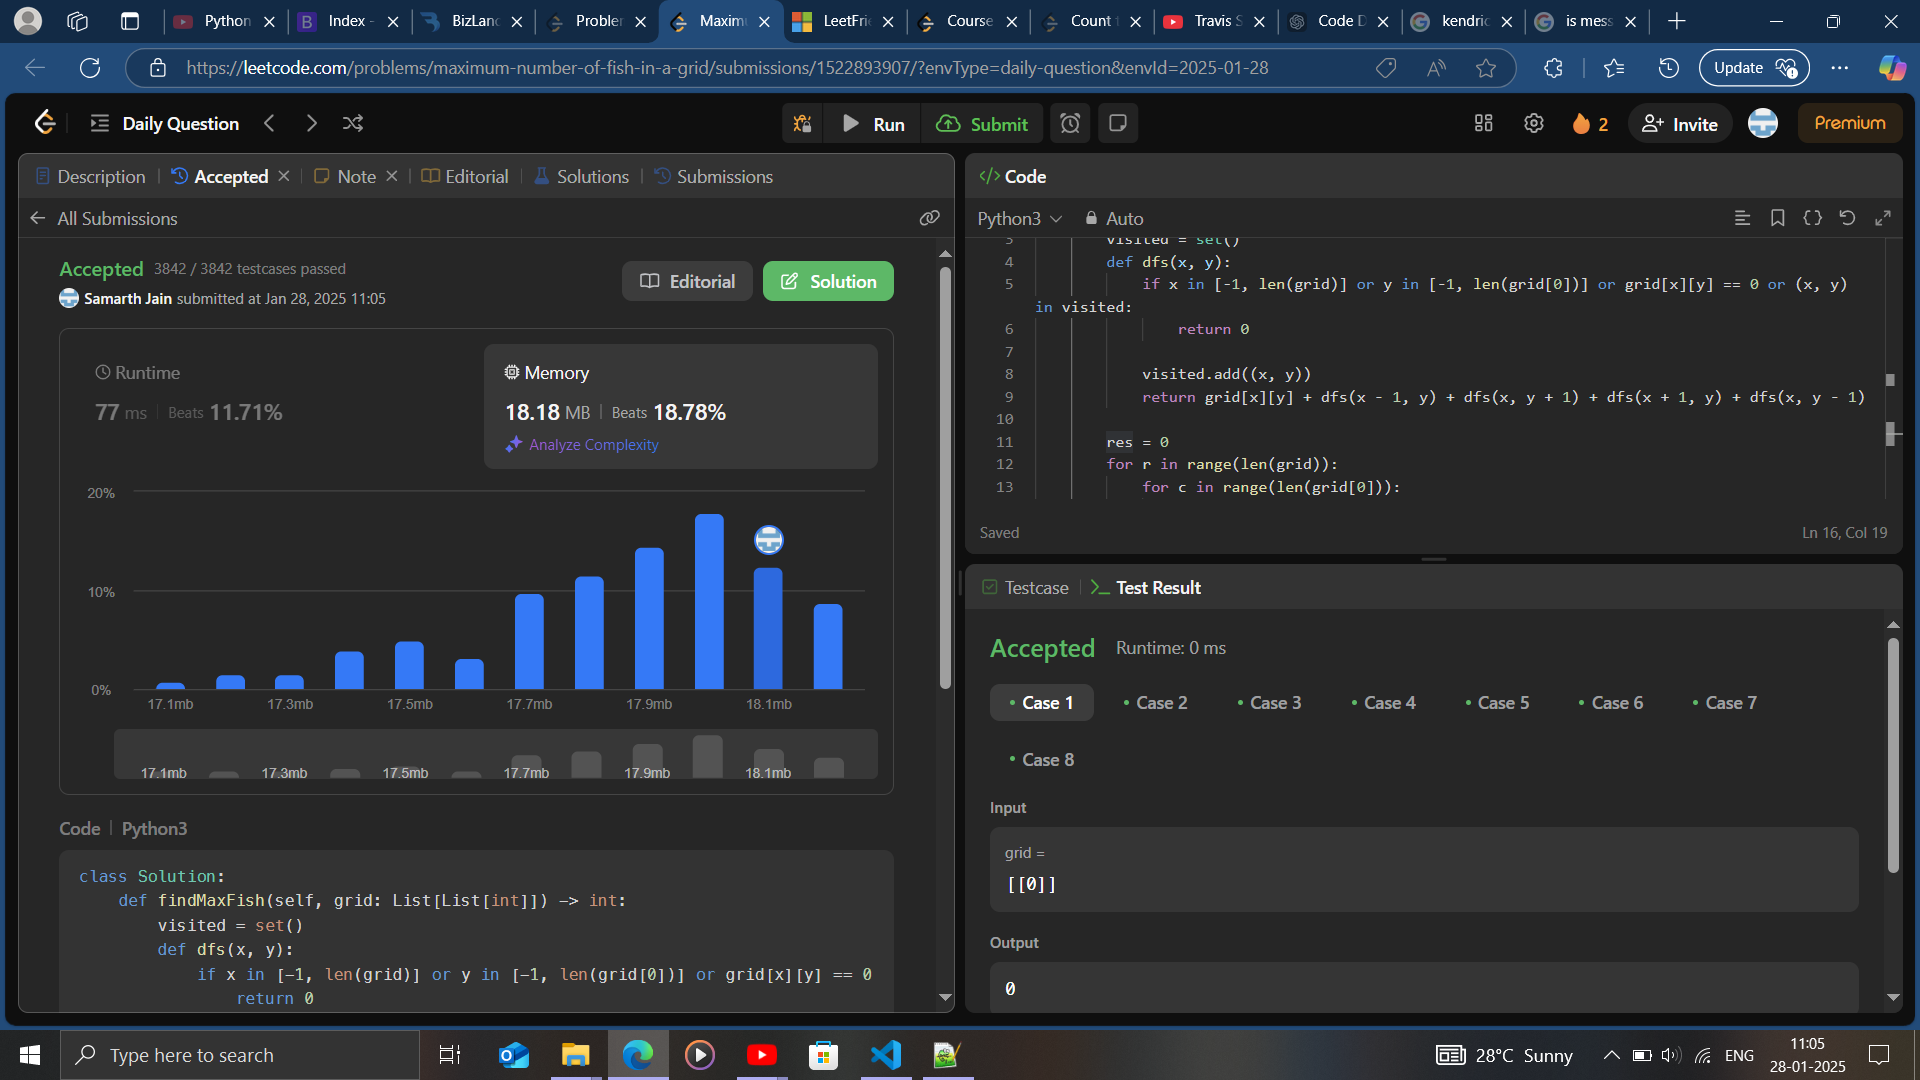 Python
Index -
BizLan
Probler
Maxim
LeetFri
Course
Count t
Travis S
Code D
kendric
is mess
https://leetcode.com/problems/maximum-number-of-fish-in-a-grid/submissions/1522893907/?envType=daily-question&envId=2025-01-28
Update
Daily Question
Run
Submit
2
Invite
Premium
Description
Accepted
Note
Editorial
Solutions
Submissions
All Submissions
Accepted 3842 / 3842 testcases passed
Samarth Jain submitted at Jan 28, 2025 11:05
Editorial
Solution
Runtime
77 ms | Beats 11.71%
Memory
18.18 MB | Beats 18.78%
Analyze Complexity
20%
10%
0%
17.1mb 17.3mb 17.5mb 17.7mb 17.9mb 18.1mb
17.1mb 17.3mb 17.5mb 17.7mb 17.9mb 18.1mb
Code | Python3
class Solution:
    def findMaxFish(self, grid: List[List[int]]) -> int:
        visited = set()
        def dfs(x, y):
            if x in [-1, len(grid)] or y in [-1, len(grid[0])] or grid[x][y] == 0
                return 0
</> Code
Python3
Auto
3 visited = set()
4 def dfs(x, y):
5 if x in [-1, len(grid)] or y in [-1, len(grid[0])] or grid[x][y] == 0 or (x, y)
in visited:
6 return 0
7
8 visited.add((x, y))
9 return grid[x][y] + dfs(x - 1, y) + dfs(x, y + 1) + dfs(x + 1, y) + dfs(x, y - 1)
10
11 res = 0
12 for r in range(len(grid)):
13 for c in range(len(grid[0])):
Saved
Ln 16, Col 19
Testcase
Test Result
Accepted Runtime: 0 ms
Case 1
Case 2
Case 3
Case 4
Case 5
Case 6
Case 7
Case 8
Input
grid =
[[0]]
Output
0
Type here to search
28°C Sunny
ENG
11:05
28-01-2025